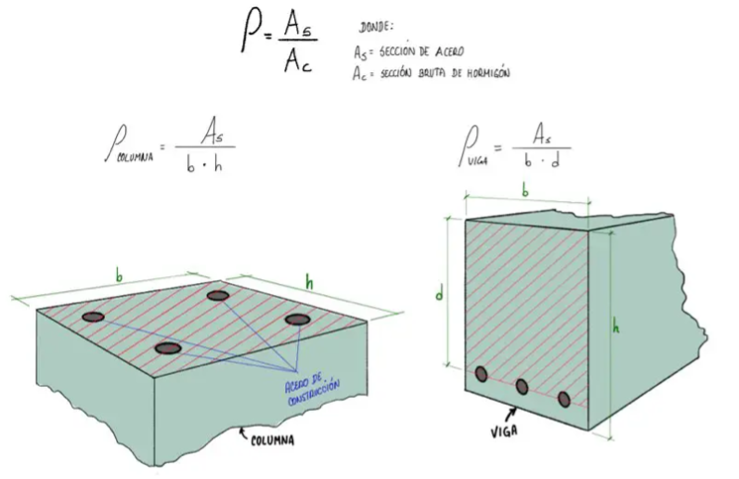 ρ = As / Ac
DONDE:
As = SECCIÓN DE ACERO
Ac = SECCIÓN BRUTA DE HORMIGÓN
ρ COLUMNA = As / b · h
ρ VIGA = As / b · d
b
h
b
d
h
ACERO DE
CONSTRUCCIÓN
COLUMNA
VIGA